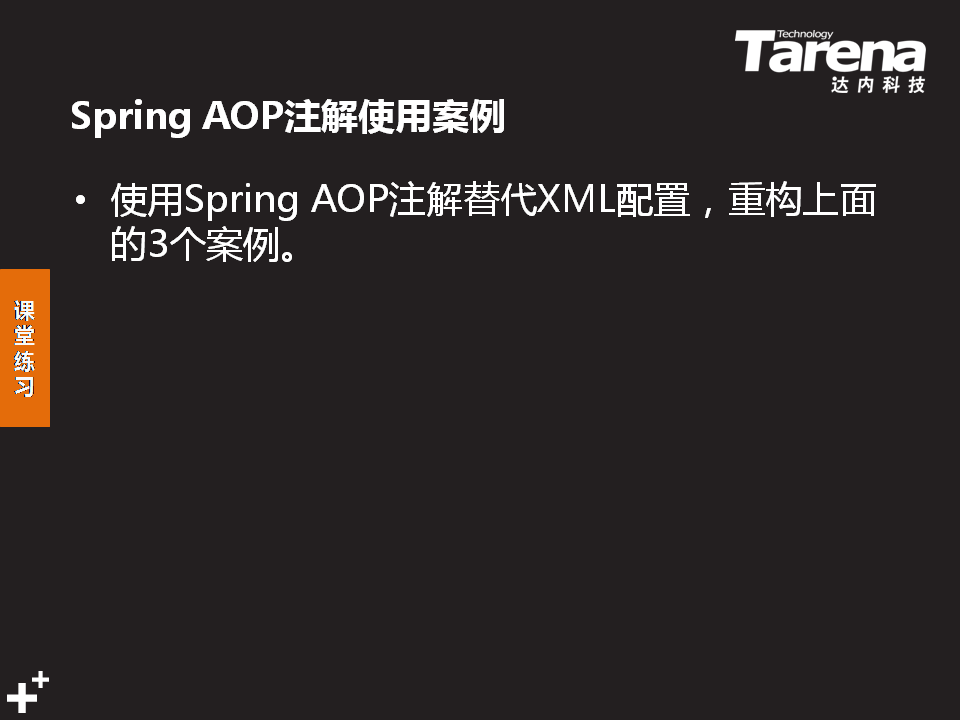 Technology
Tarena
达内科技
Spring AOP注解使用案例
• 使用Spring AOP注解替代XML配置，重构上面
的3个案例。
课
堂
练
习